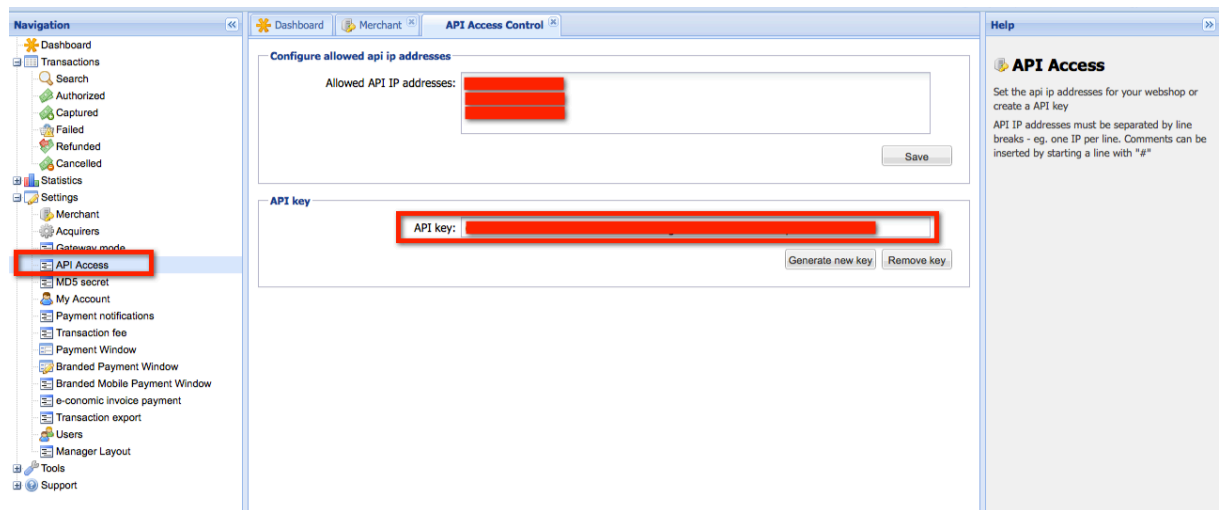 Navigation
Dashboard
Transactions
Search
Authorized
Captured
Failed
Refunded
Cancelled
Statistics
Settings
Merchant
Acquirers
Gateway mode
API Access
MD5 secret
My Account
Payment notifications
Transaction fee
Payment Window
Branded Payment Window
Branded Mobile Payment Window
e-conomic invoice payment
Transaction export
Users
Manager Layout
Tools
Support
Dashboard
Merchant
API Access Control
Configure allowed api ip addresses
Allowed API IP addresses:
Save
API key
API key:
Generate new key
Remove key
Help
API Access
Set the api ip addresses for your webshop or
create a API key
API IP addresses must be separated by line
breaks - eg. one IP per line. Comments can be
inserted by starting a line with "#"